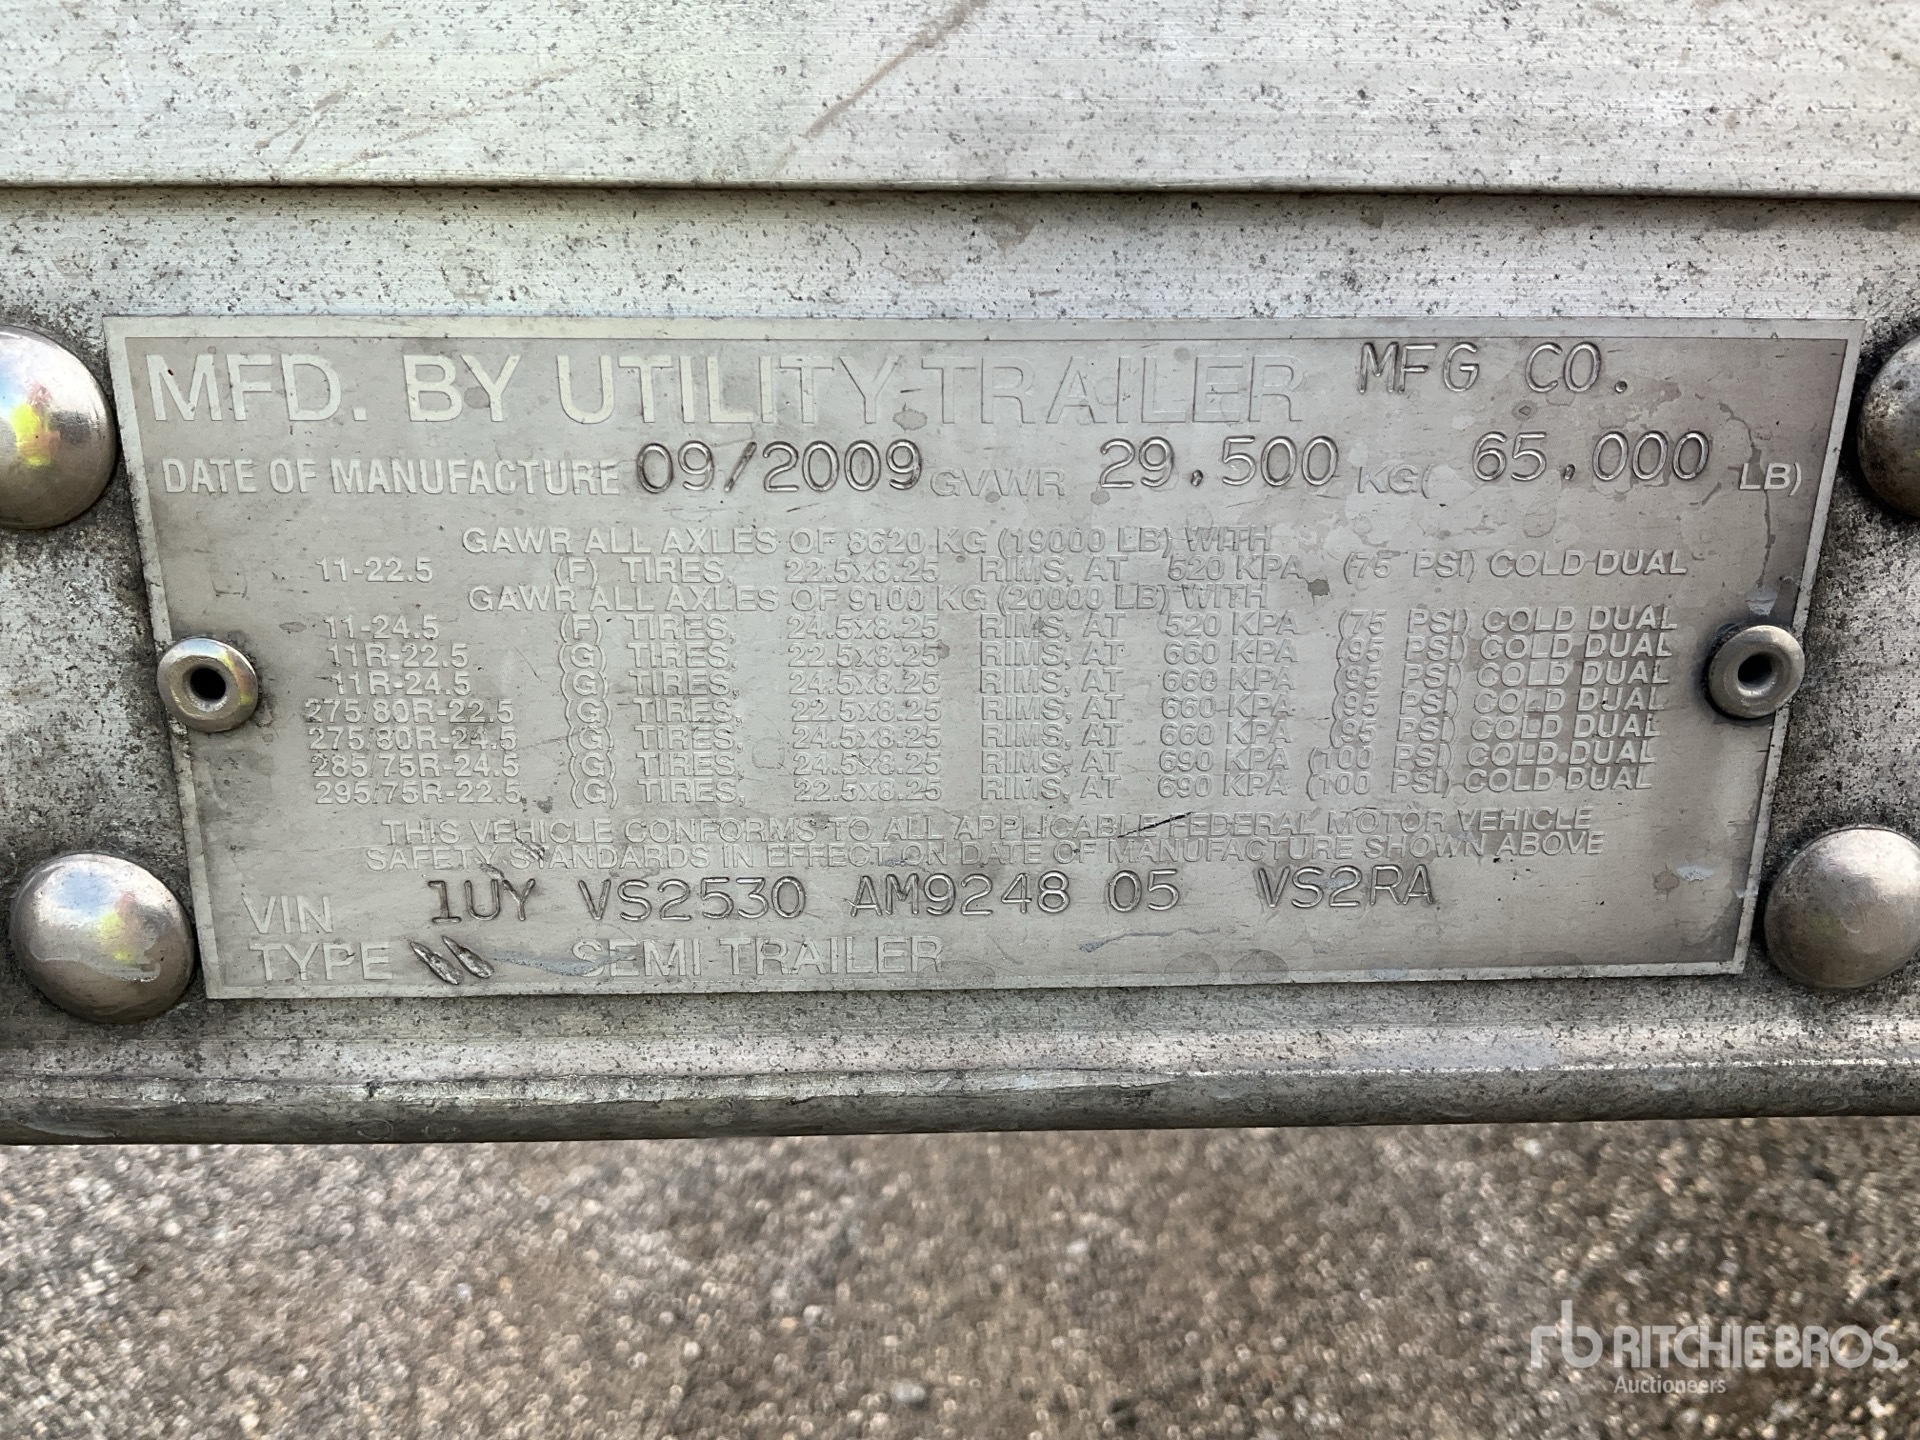 MFD. BY UTILITY TRAILER MFG CO.
DATE OF MANUFACTURE 09/2009 GVWR 29.500 KG( 65.000 LB)
GAWR ALL AXLES OF 8620 KG (19000 LB) WITH
11-22.5 (F) TIRES, 22.5x8.25 RIMS, AT 520 KPA (75 PSI) COLD DUAL
GAWR ALL AXLES OF 9100 KG (20000 LB) WITH
11-24.5 (F) TIRES, 24.5x8.25 RIMS, AT 520 KPA (75 PSI) COLD DUAL
11R-22.5 (G) TIRES, 22.5x8.25 RIMS, AT 660 KPA (95 PSI) COLD DUAL
11R-24.5 (G) TIRES, 24.5x8.25 RIMS, AT 660 KPA (95 PSI) COLD DUAL
275/80R-22.5 (G) TIRES, 22.5x8.25 RIMS, AT 660 KPA (95 PSI) COLD DUAL
275/80R-24.5 (G) TIRES, 24.5x8.25 RIMS, AT 660 KPA (95 PSI) COLD DUAL
285/75R-24.5 (G) TIRES, 24.5x8.25 RIMS, AT 690 KPA (100 PSI) COLD DUAL
295/75R-22.5 (G) TIRES, 22.5x8.25 RIMS, AT 690 KPA (100 PSI) COLD DUAL
THIS VEHICLE CONFORMS TO ALL APPLICABLE FEDERAL MOTOR VEHICLE
SAFETY STANDARDS IN EFFECT ON DATE OF MANUFACTURE SHOWN ABOVE
VIN 1UY VS2530 AM9248 05 VS2RA
TYPE SEMI TRAILER
rb RITCHIE BROS.
Auctioneers